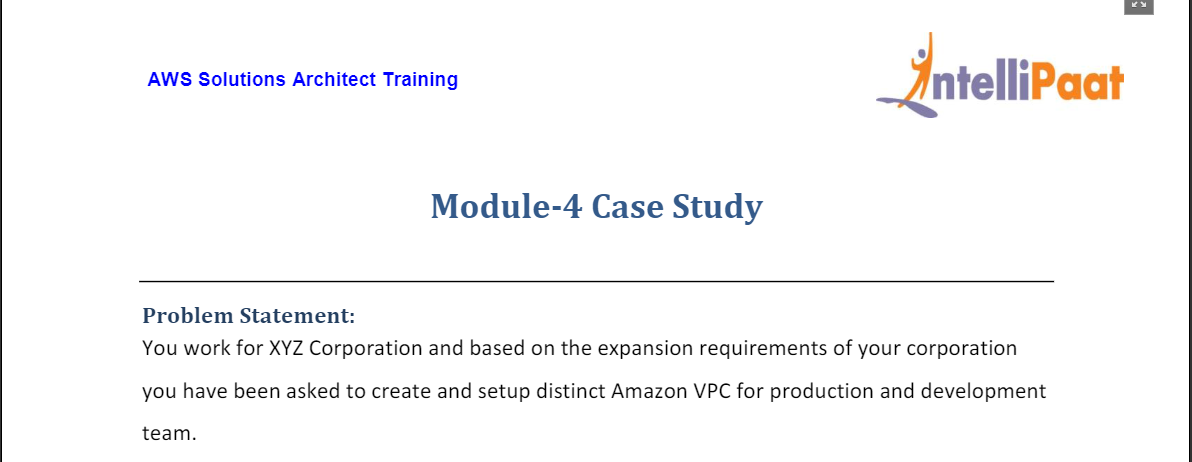 AWS Solutions Architect Training
IntelliPaat
Module-4 Case Study
Problem Statement:
You work for XYZ Corporation and based on the expansion requirements of your corporation
you have been asked to create and setup distinct Amazon VPC for production and development
team.